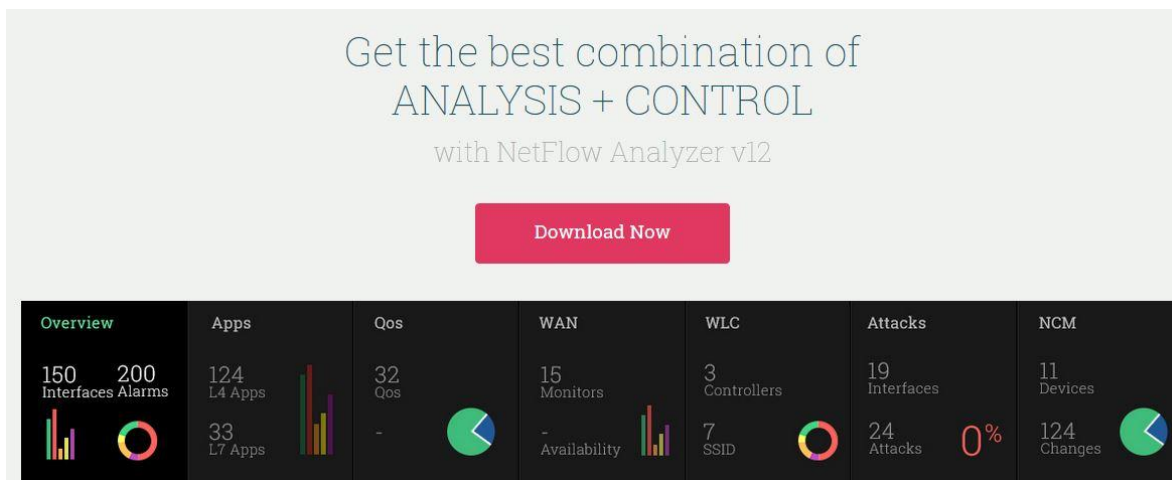 Get the best combination of
ANALYSIS + CONTROL
with NetFlow Analyzer v12
Download Now
Overview
150 200
Interfaces Alarms
Apps
124
L4 Apps
33
L7 Apps
Qos
32
Qos
-
WAN
15
Monitors
-
Availability
WLC
3
Controllers
7
SSID
Attacks
19
Interfaces
24
Attacks
0%
NCM
11
Devices
124
Changes